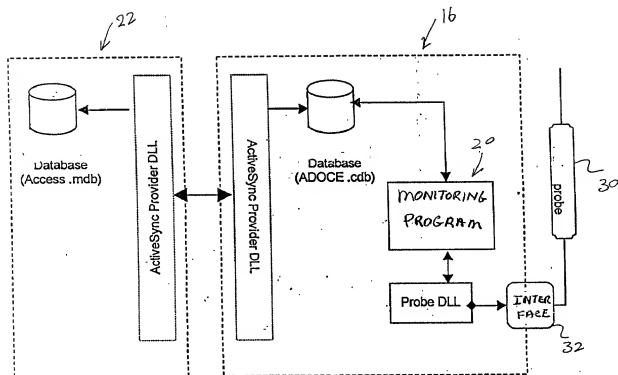 22
16
Database
(Access .mdb)
ActiveSync Provider DLL
ActiveSync Provider DLL
Database
(ADOCE .cdb)
20
MONITORING
PROGRAM
Probe DLL
INTER
FACE
32
probe
30